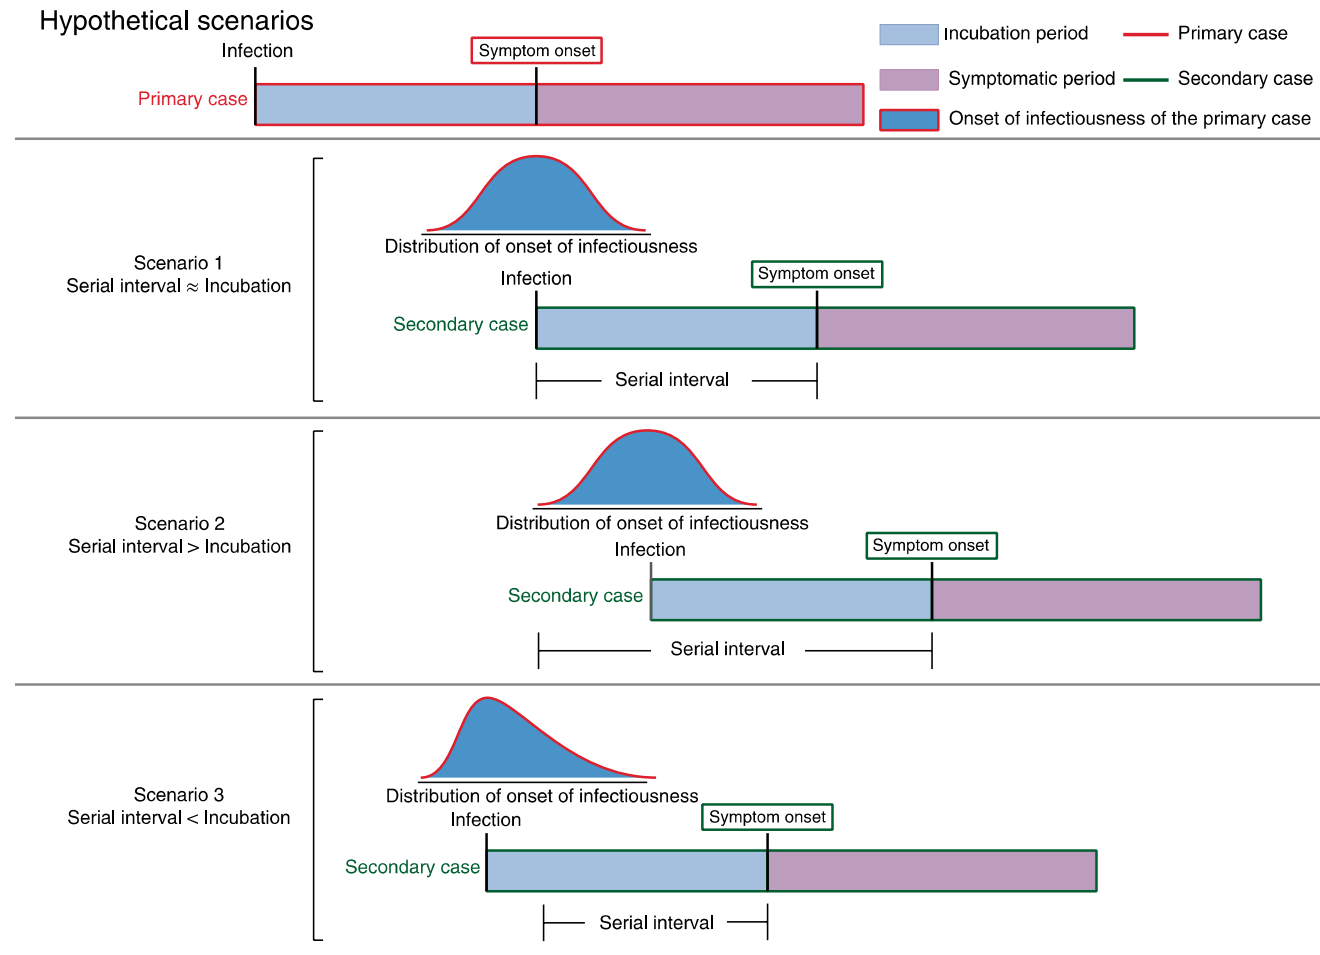 Hypothetical scenarios
Infection
Symptom onset
Primary case
Incubation period
Primary case
Symptomatic period
Secondary case
Onset of infectiousness of the primary case
Scenario 1
Serial interval ≈ Incubation
Distribution of onset of infectiousness
Infection
Symptom onset
Secondary case
Serial interval
Scenario 2
Serial interval > Incubation
Distribution of onset of infectiousness
Infection
Symptom onset
Secondary case
Serial interval
Scenario 3
Serial interval < Incubation
Distribution of onset of infectiousness
Infection
Symptom onset
Secondary case
Serial interval